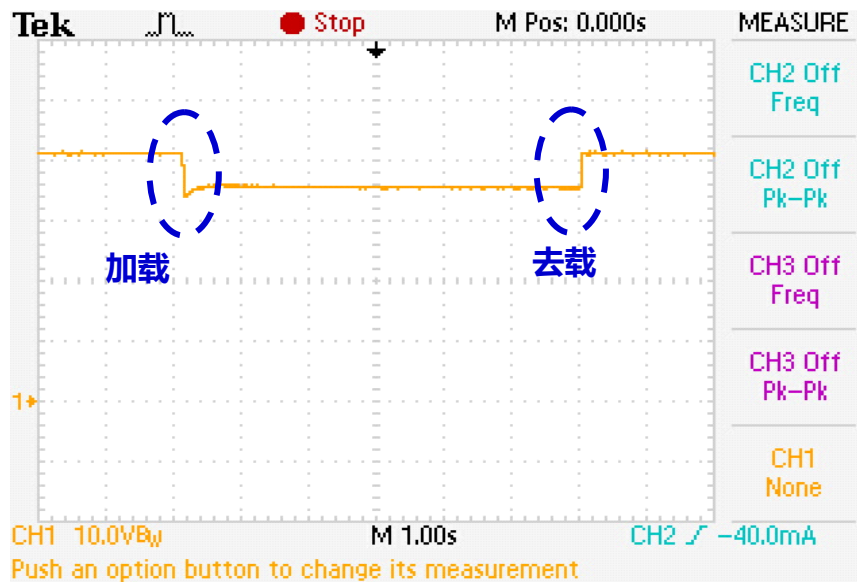 Tek Stop M Pos: 0.000s MEASURE
CH2 Off
Freq
CH2 Off
Pk-Pk
加载
去载
CH3 Off
Freq
CH3 Off
Pk-Pk
1
CH1
None
CH1 10.0VBW M 1.00s CH2 -40.0mA
Push an option button to change its measurement